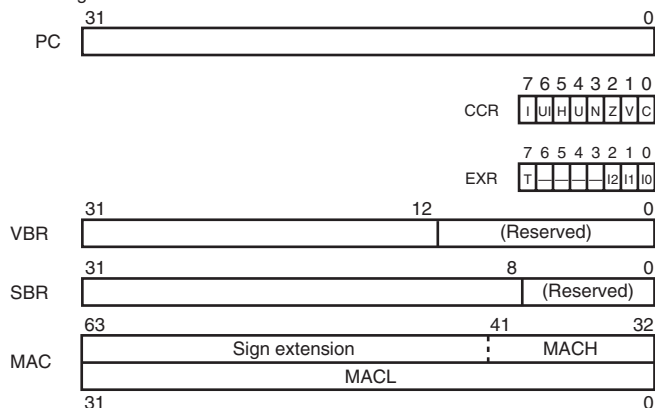 31 0
PC
7 6 5 4 3 2 1 0
CCR I UI H U N Z V C
7 6 5 4 3 2 1 0
EXR T — — — — I2 I1 I0
31 12 0
VBR (Reserved)
31 8 0
SBR (Reserved)
63 41 32
MAC Sign extension MACH
MACL
31 0